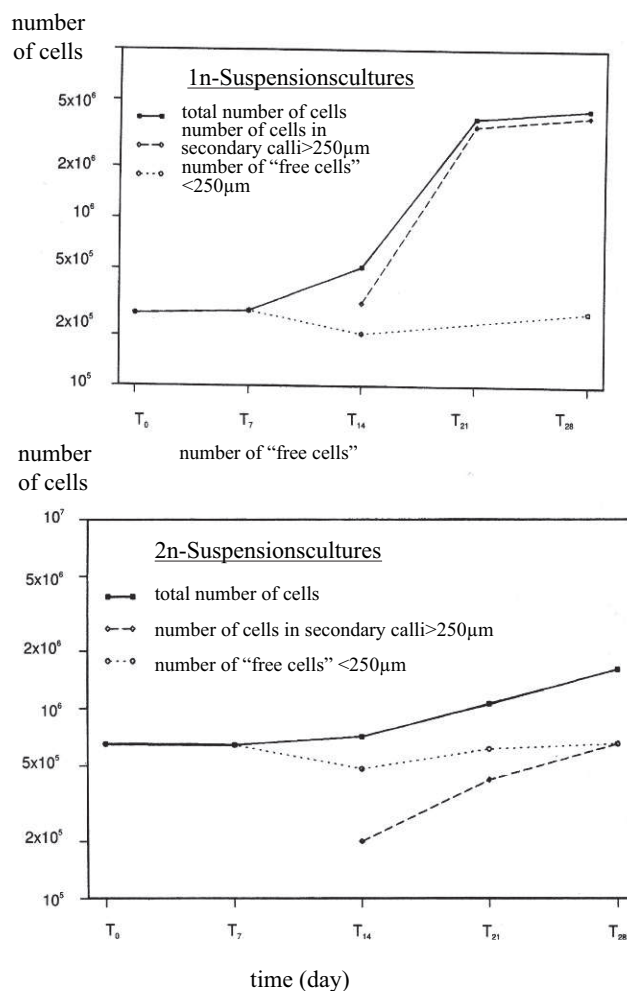 number
of cells
1n-Suspensionscultures
5x10⁶
total number of cells
number of cells in
secondary calli>250µm
2x10⁶
number of “free cells”
<250µm
10⁶
5x10⁵
2x10⁵
10⁵
T₀ T₇ T₁₄ T₂₁ T₂₈
number of “free cells”
number
of cells
10⁷
2n-Suspensionscultures
5x10⁶
total number of cells
number of cells in secondary calli>250µm
2x10⁶
number of “free cells” <250µm
10⁶
5x10⁵
2x10⁵
10⁵
T₀ T₇ T₁₄ T₂₁ T₂₈
time (day)